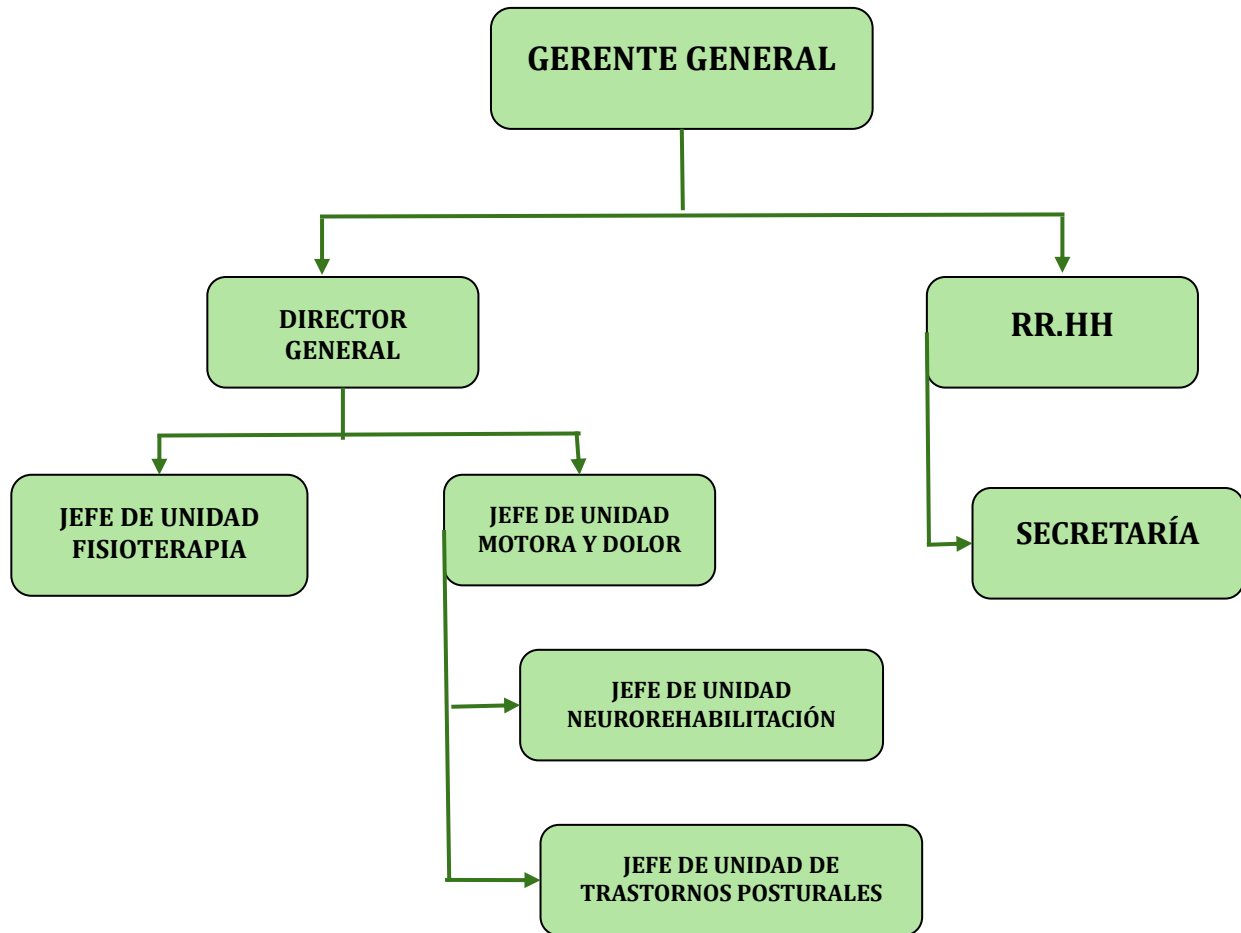 GERENTE GENERAL
DIRECTOR
GENERAL
RR.HH
JEFE DE UNIDAD
FISIOTERAPIA
JEFE DE UNIDAD
MOTORA Y DOLOR
SECRETARÍA
JEFE DE UNIDAD
NEUROREHABILITACIÓN
JEFE DE UNIDAD DE
TRASTORNOS POSTURALES